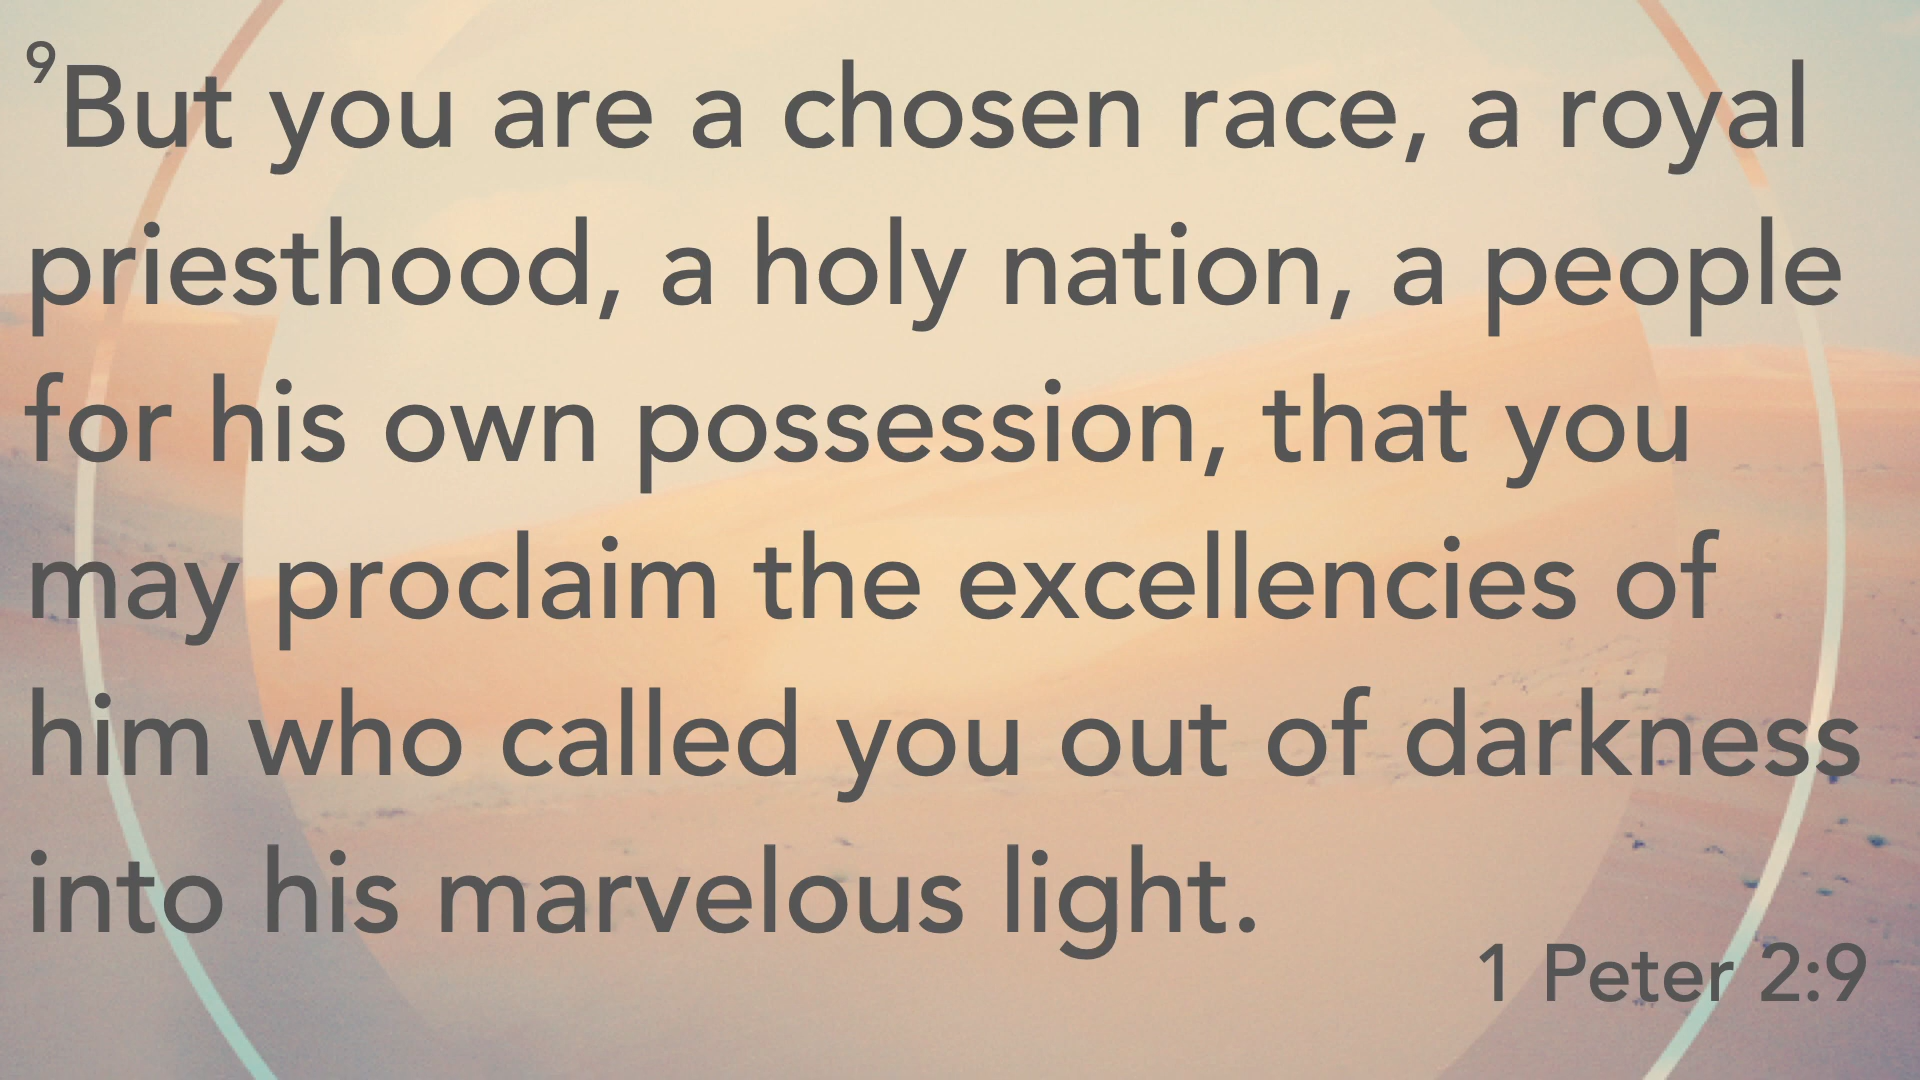 ⁹But you are a chosen race, a royal
priesthood, a holy nation, a people
for his own possession, that you
may proclaim the excellencies of
him who called you out of darkness
into his marvelous light.
1 Peter 2:9